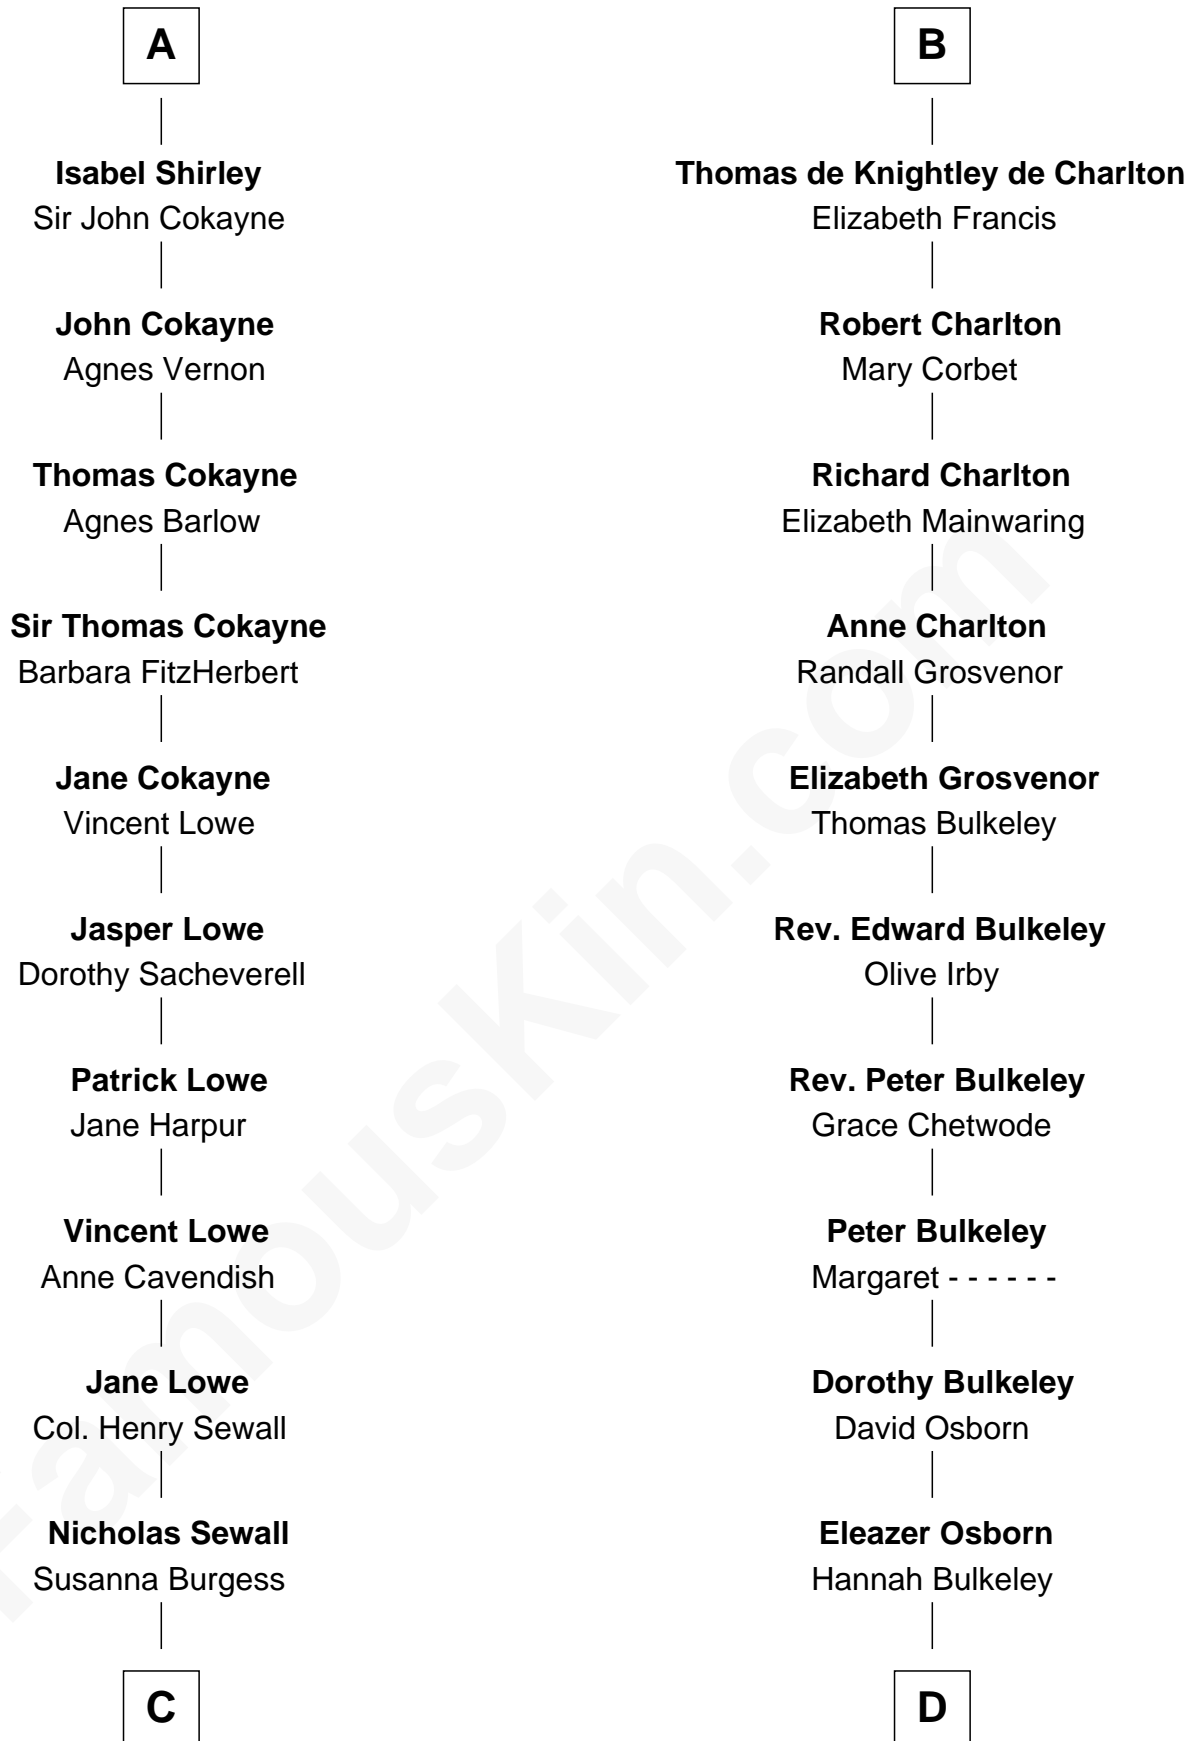 A
Isabel Shirley
Sir John Cokayne
John Cokayne
Agnes Vernon
Thomas Cokayne
Agnes Barlow
Sir Thomas Cokayne
Barbara FitzHerbert
Jane Cokayne
Vincent Lowe
Jasper Lowe
Dorothy Sacheverell
Patrick Lowe
Jane Harpur
Vincent Lowe
Anne Cavendish
Jane Lowe
Col. Henry Sewall
Nicholas Sewall
Susanna Burgess
C
B
Thomas de Knightley de Charlton
Elizabeth Francis
Robert Charlton
Mary Corbet
Richard Charlton
Elizabeth Mainwaring
Anne Charlton
Randall Grosvenor
Elizabeth Grosvenor
Thomas Bulkeley
Rev. Edward Bulkeley
Olive Irby
Rev. Peter Bulkeley
Grace Chetwode
Peter Bulkeley
Margaret - - - - - -
Dorothy Bulkeley
David Osborn
Eleazer Osborn
Hannah Bulkeley
D
FamousKin.com